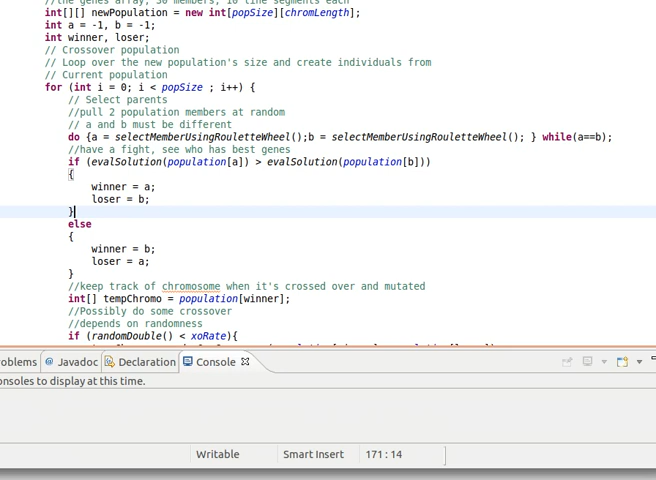 //the genes array, 30 members, 10 line segments each
int[][] newPopulation = new int[popSize][chromLength];
int a = -1, b = -1;
int winner, loser;
// Crossover population
// Loop over the new population's size and create individuals from
// Current population
for (int i = 0; i < popSize ; i++) {
// Select parents
//pull 2 population members at random
// a and b must be different
do {a = selectMemberUsingRouletteWheel();b = selectMemberUsingRouletteWheel(); } while(a==b);
//have a fight, see who has best genes
if (evalSolution(population[a]) > evalSolution(population[b]))
{
winner = a;
loser = b;
}
else
{
winner = b;
loser = a;
}
//keep track of chromosome when it's crossed over and mutated
int[] tempChromo = population[winner];
//Possibly do some crossover
//depends on randomness
if (randomDouble() < xoRate){
oblems @ Javadoc Declaration Console
onsoles to display at this time.
Writable Smart Insert 171 : 14